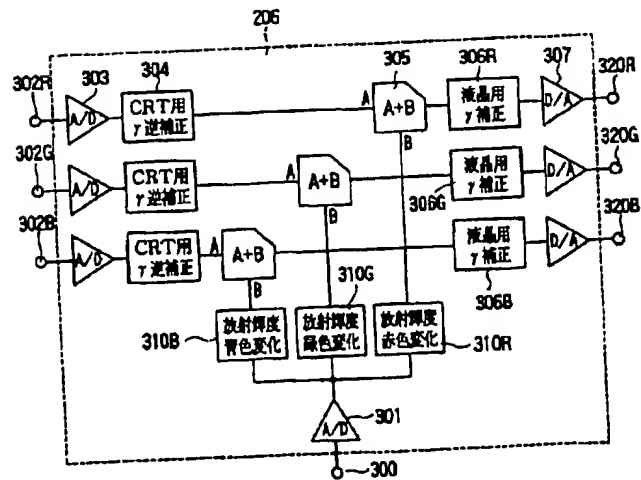 206
302R
303
304
305
306R
307
320R
A/D
CRT用
γ逆補正
A
A+B
B
液晶用
γ補正
D/A
302G
A/D
CRT用
γ逆補正
A
A+B
B
306G
液晶用
γ補正
D/A
320G
302B
A/D
CRT用
γ逆補正
A
A+B
B
液晶用
γ補正
D/A
320B
306B
310G
310B
放射輝度
青色変化
放射輝度
緑色変化
放射輝度
赤色変化
310R
A/D
301
300